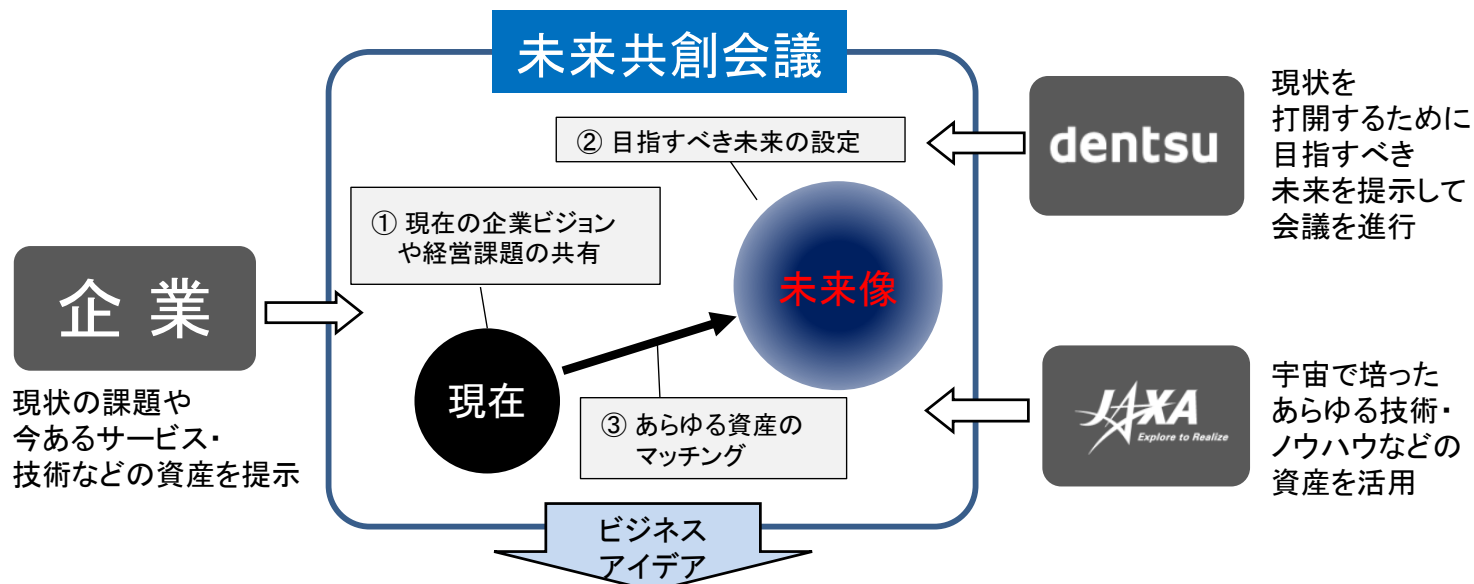 未来共創会議
② 目指すべき未来の設定
① 現在の企業ビジョン
や経営課題の共有
未来像
現在
③ あらゆる資産の
マッチング
ビジネス
アイデア
企 業
現状の課題や
今あるサービス・
技術などの資産を提示
dentsu
現状を
打開するために
目指すべき
未来を提示して
会議を進行
JAXA
Explore to Realize
宇宙で培った
あらゆる技術・
ノウハウなどの
資産を活用